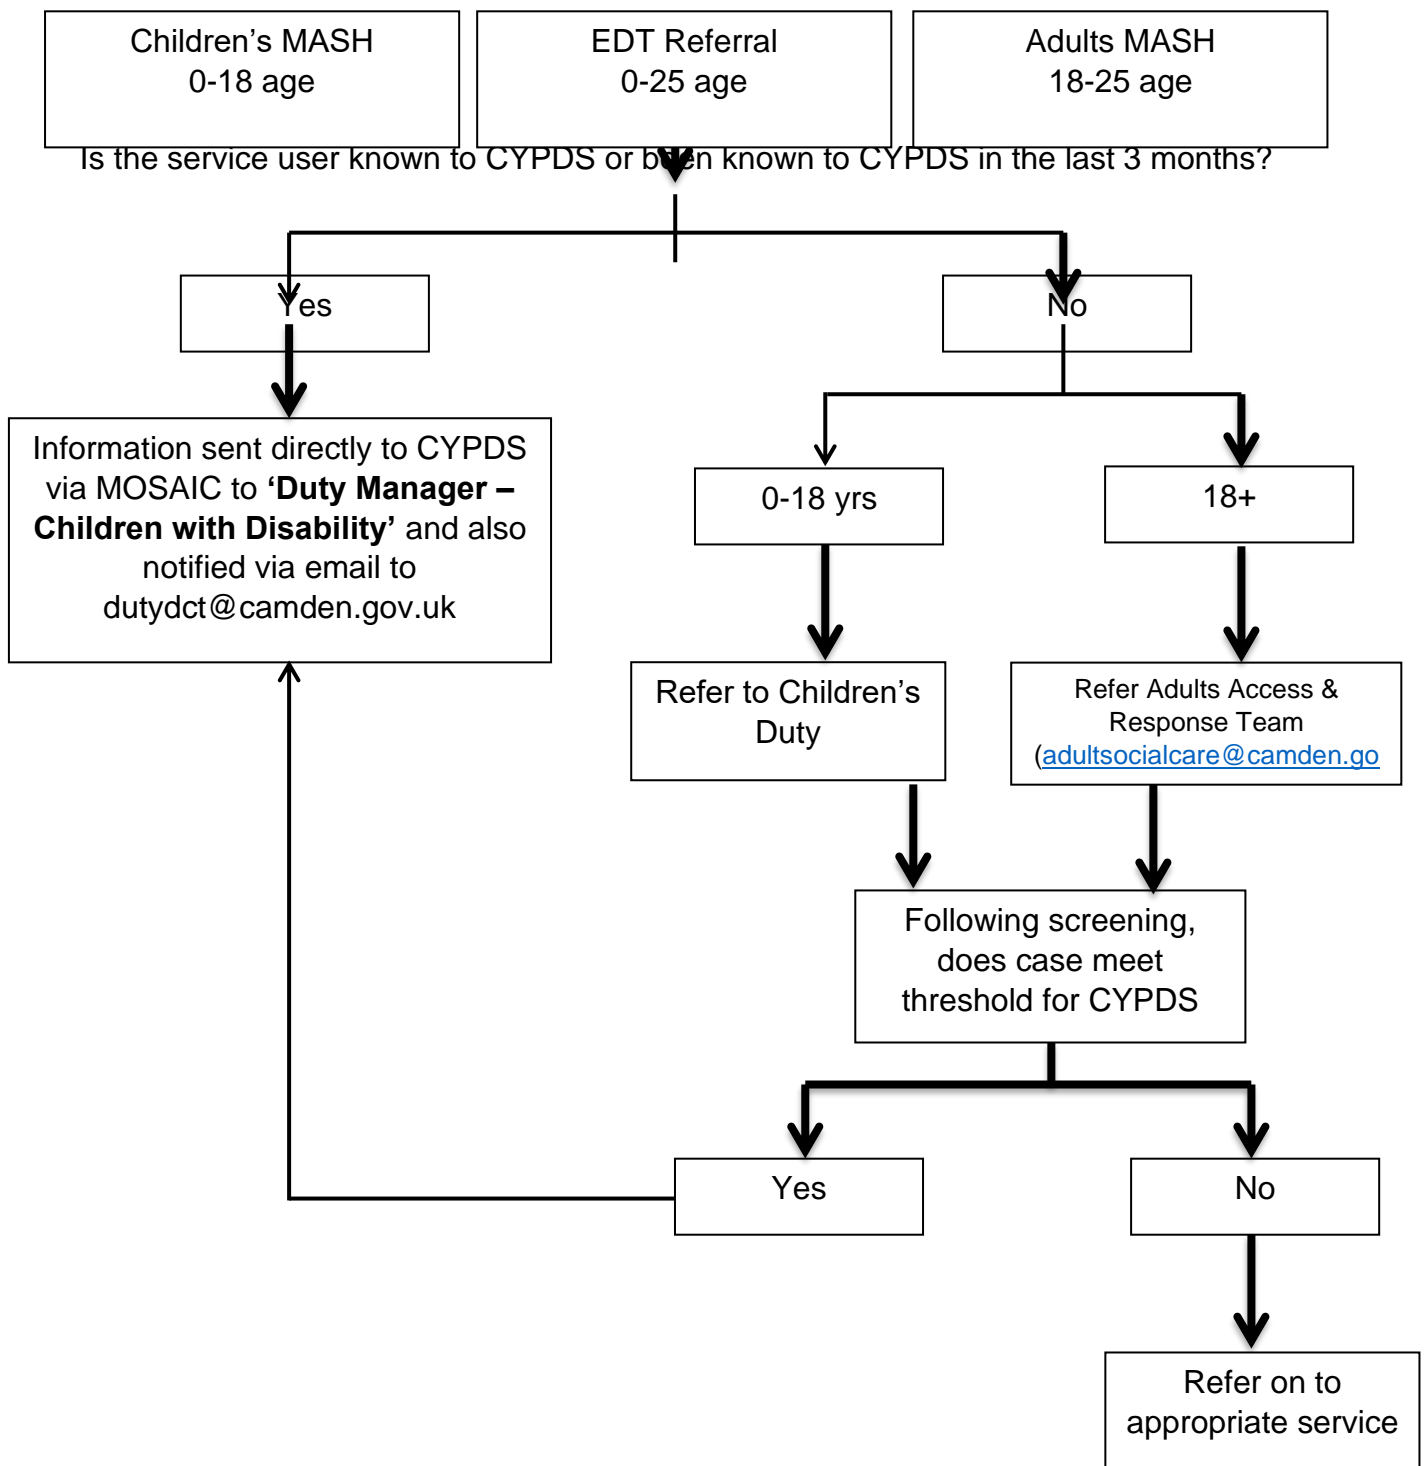 Children’s MASH
0-18 age
EDT Referral
0-25 age
Adults MASH
18-25 age
Is the service user known to CYPDS or been known to CYPDS in the last 3 months?
Yes
No
Information sent directly to CYPDS
via MOSAIC to ‘Duty Manager –
Children with Disability’ and also
notified via email to
dutydct@camden.gov.uk
0-18 yrs
18+
Refer to Children’s
Duty
Refer Adults Access &
Response Team
(adultsocialcare@camden.go
Following screening,
does case meet
threshold for CYPDS
Yes
No
Refer on to
appropriate service